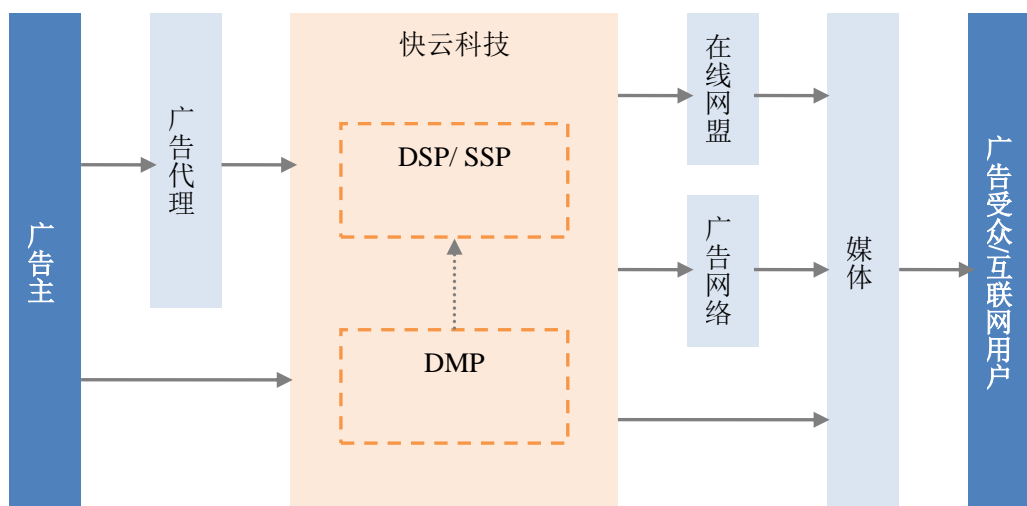 广告主
广告代理
快云科技
DSP/ SSP
DMP
在线网盟
广告网络
媒体
广告受众/互联网用户